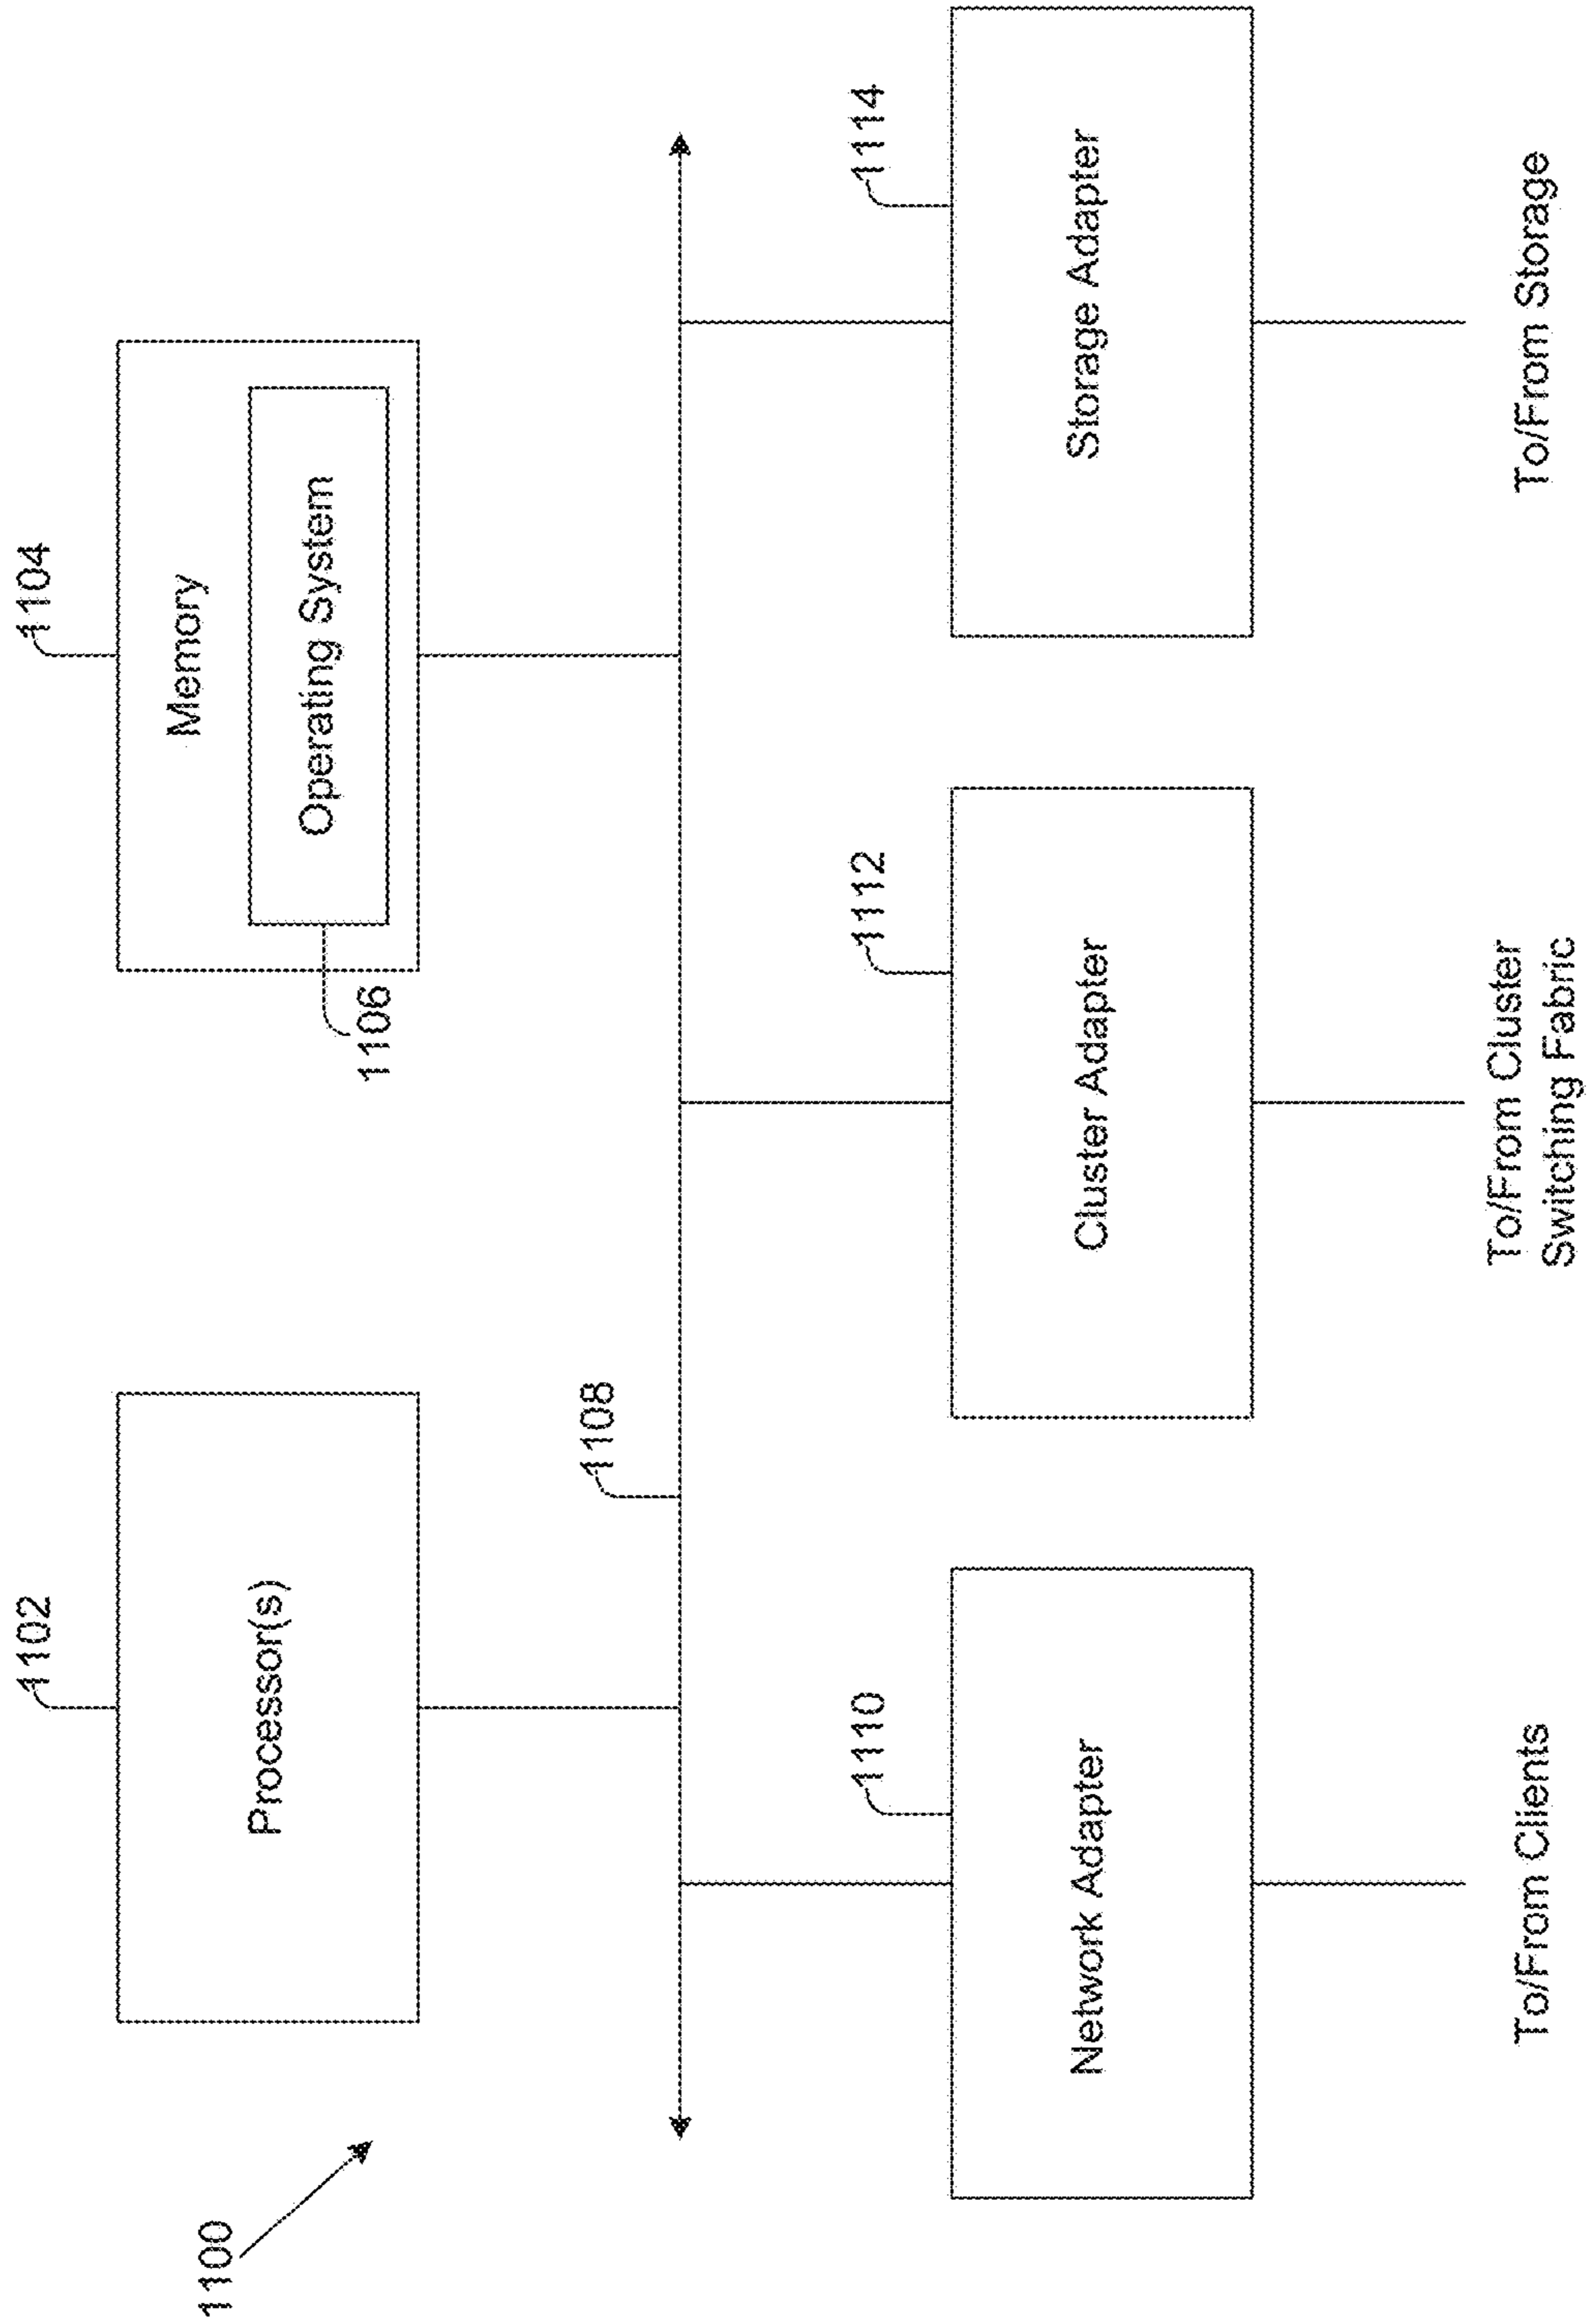 1100
1102
Processor(s)
1104
Memory
Operating System
1106
1108
1110
Network Adapter
To/From Clients
1112
Cluster Adapter
To/From Cluster
Switching Fabric
1114
Storage Adapter
To/From Storage